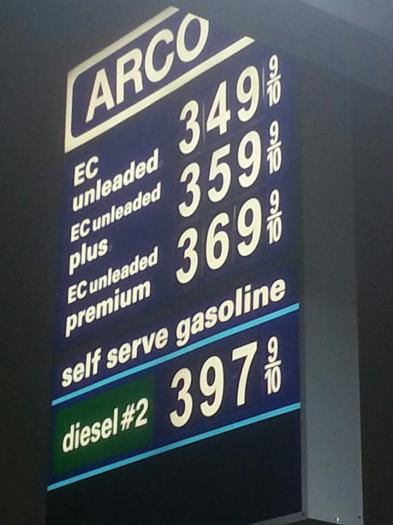 ARCO
EC unleaded 349 9/10
EC unleaded plus 359 9/10
EC unleaded premium 369 9/10
self serve gasoline
diesel #2 397 9/10